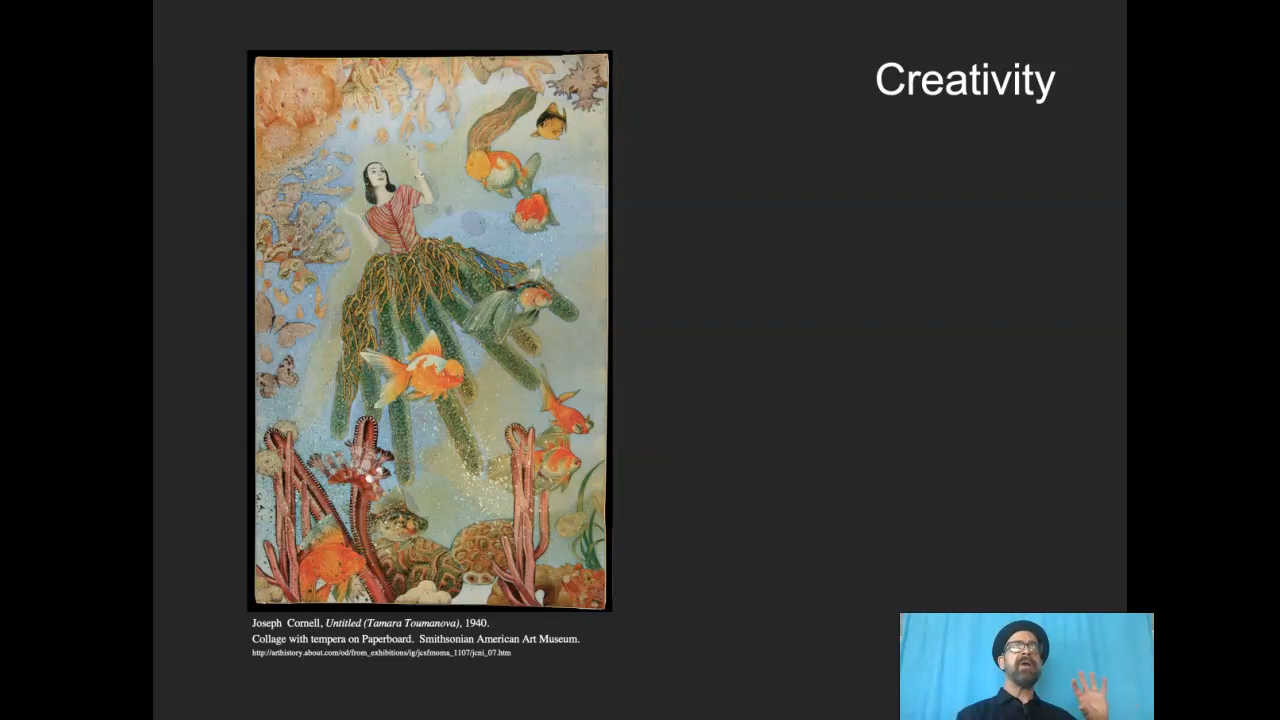 Creativity
Joseph  Cornell, Untitled (Tamara Toumanova), 1940.
Collage with tempera on Paperboard.  Smithsonian American Art Museum.
http://arthistory.about.com/od/from_exhibitions/ig/jcsfmoma_1107/jcni_07.htm